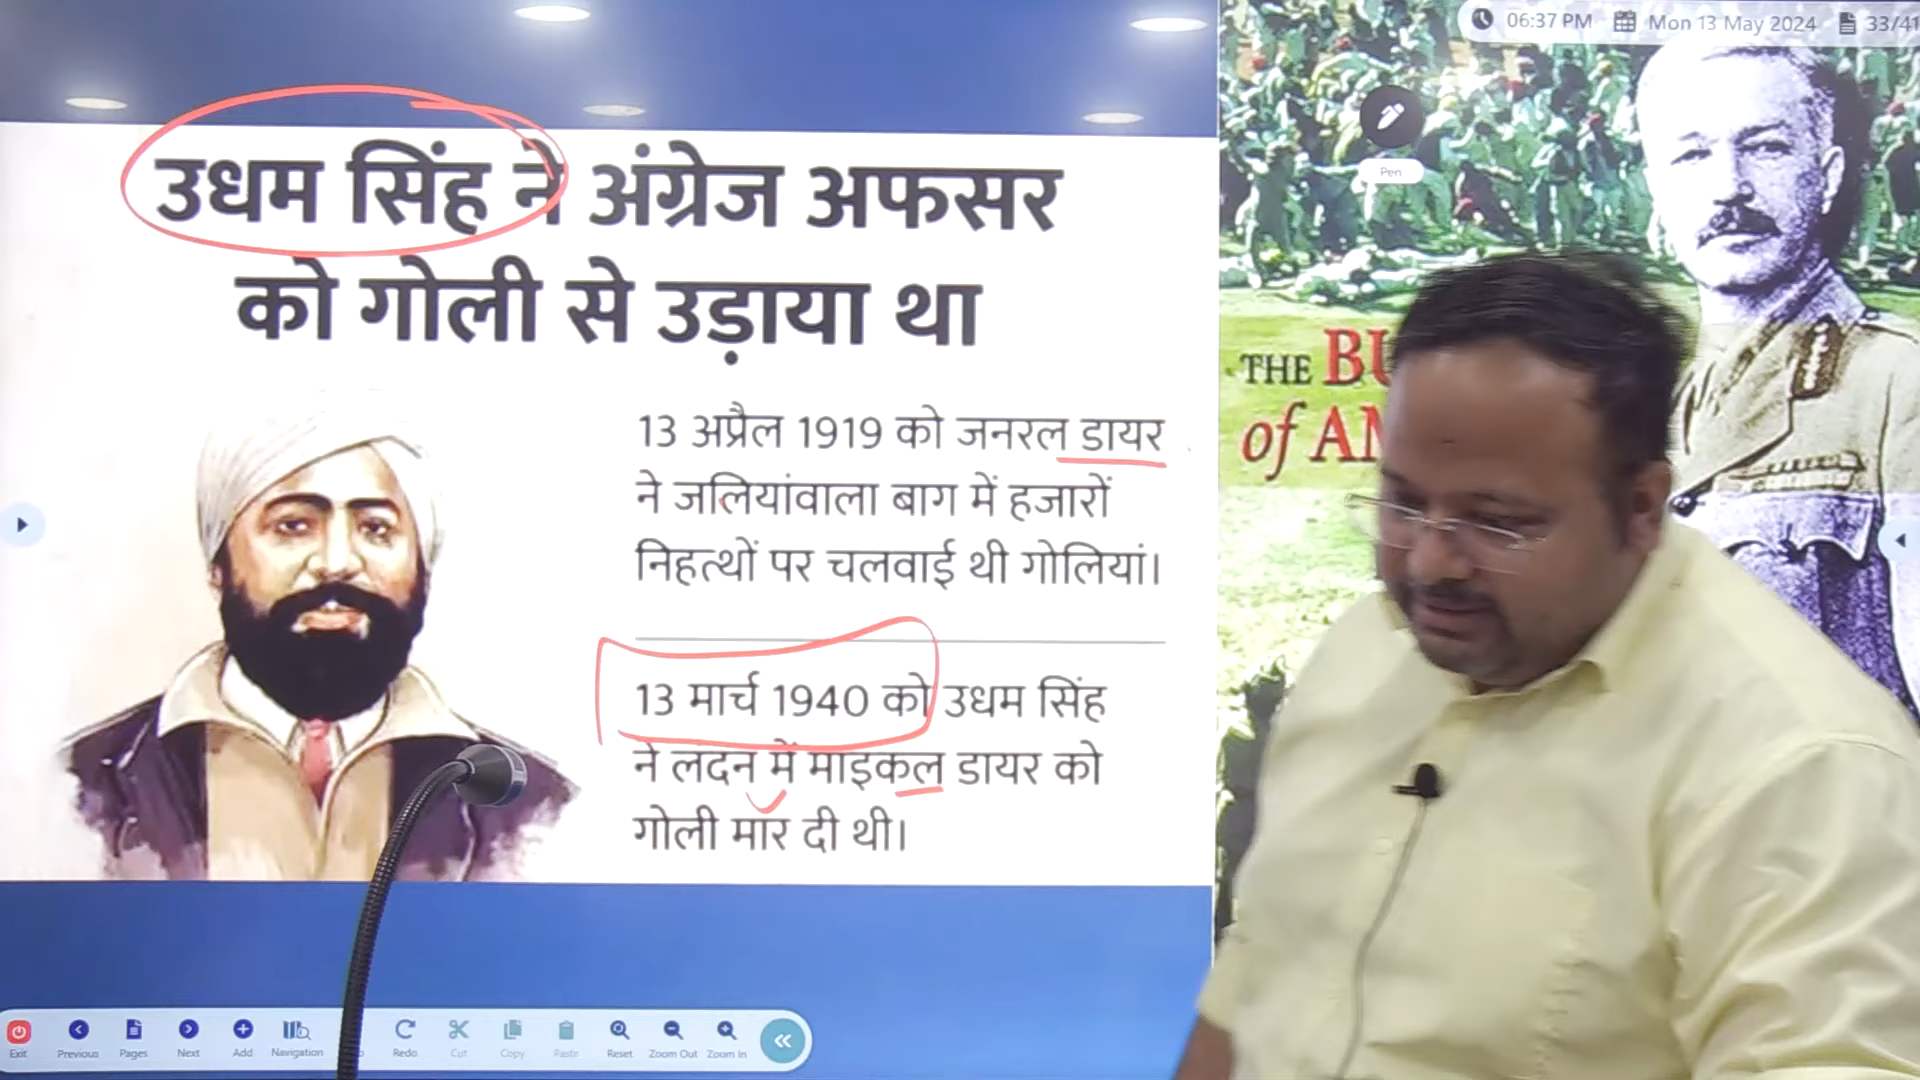 06:37 PM Mon 13 May 2024 33/41
Pen
उधम सिंह ने अंग्रेज अफसर
को गोली से उड़ाया था
13 अप्रैल 1919 को जनरल डायर
ने जलियांवाला बाग में हजारों
निहत्थों पर चलवाई थी गोलियां।
13 मार्च 1940 को उधम सिंह
ने लदन में माइकल डायर को
गोली मार दी थी।
THE
of
Exit Previous Pages Next Add Navigation Redo Cut Copy Paste Reset Zoom Out Zoom In